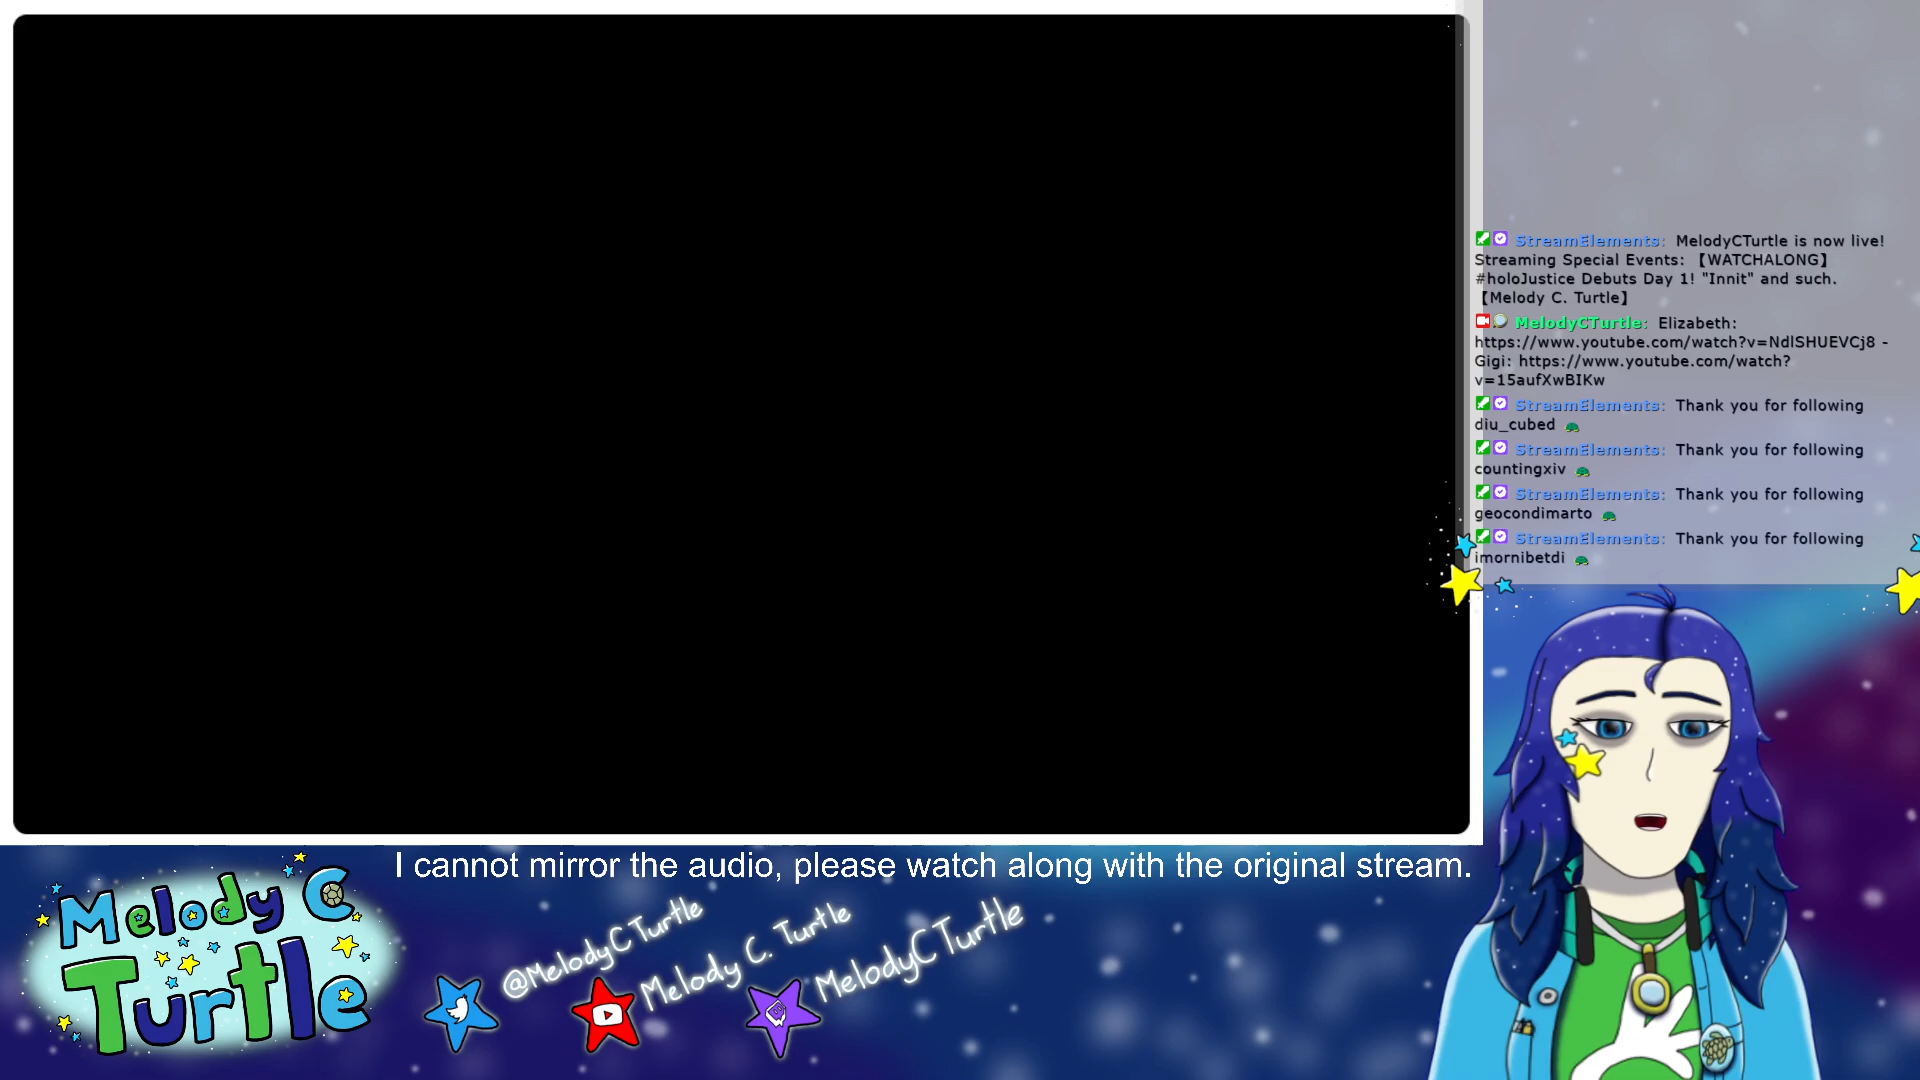 StreamElements: MelodyCTurtle is now live!
Streaming Special Events: 【WATCHALONG】
#holoJustice Debuts Day 1! "Innit" and such.
【Melody C. Turtle】
MelodyCTurtle: Elizabeth:
https://www.youtube.com/watch?v=NdlSHUEVCj8 -
Gigi: https://www.youtube.com/watch?
v=15aufXwBIKw
StreamElements: Thank you for following
diu_cubed
StreamElements: Thank you for following
countingxiv
StreamElements: Thank you for following
geocondimarto
StreamElements: Thank you for following
imornibetdi
I cannot mirror the audio, please watch along with the original stream.
Melody C
Turtle
@MelodyCTurtle
Melody C. Turtle
MelodyCTurtle